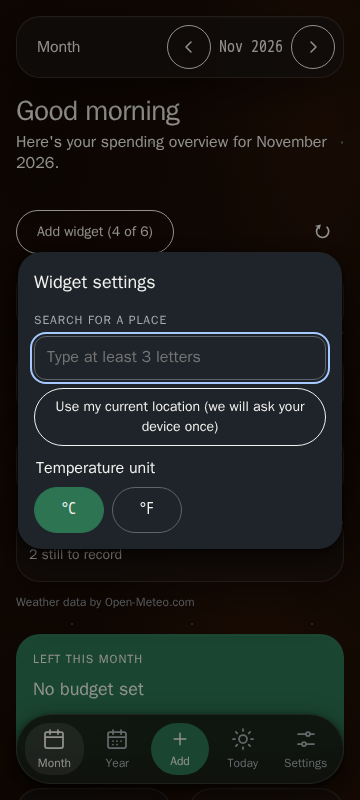 Month
Nov 2026
Good morning
Here's your spending overview for November
2026.
Add widget (4 of 6)
Widget settings
SEARCH FOR A PLACE
Type at least 3 letters
Use my current location (we will ask your
device once)
Temperature unit
°C
°F
2 still to record
Weather data by Open-Meteo.com
LEFT THIS MONTH
No budget set
Month
Year
Add
Today
Settings